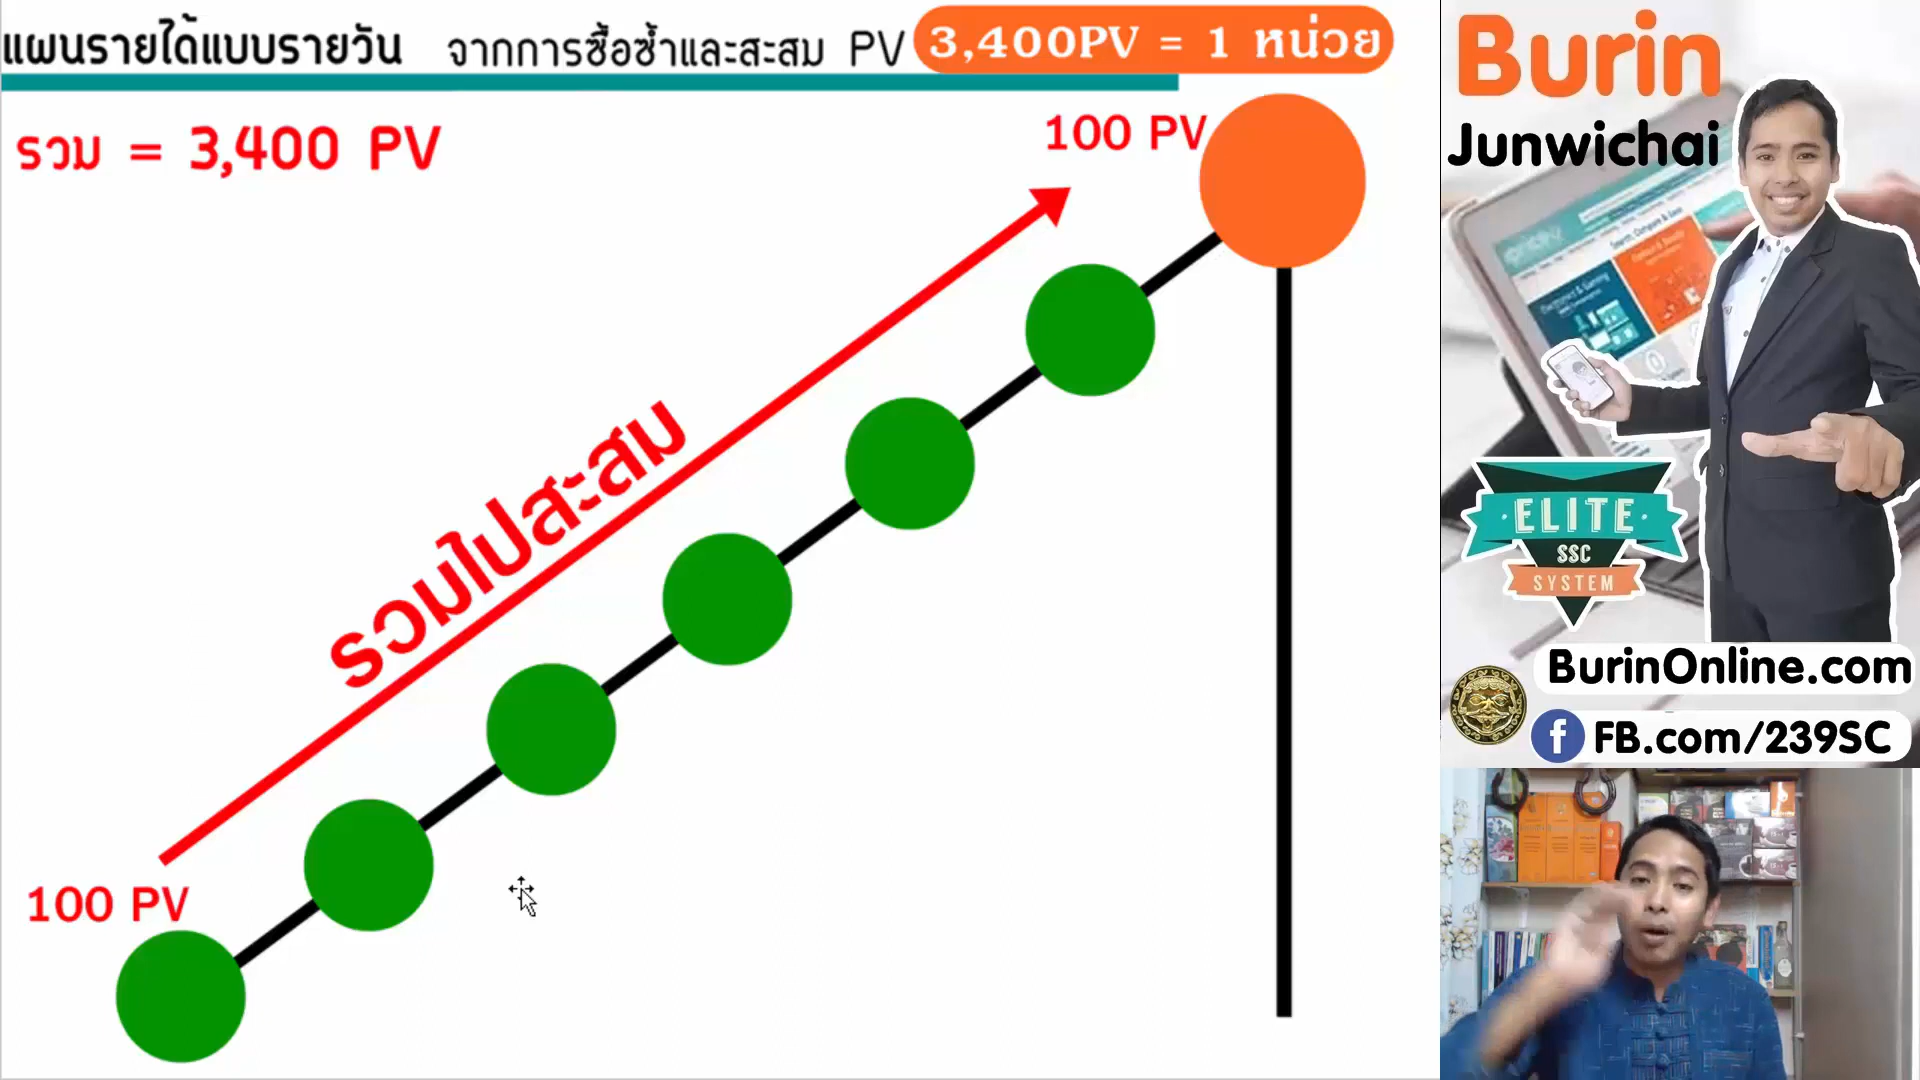 แผนรายได้แบบรายวัน จากการซื้อซ้ำและสะสม PV 3,400PV = 1 หน่วย
รวม = 3,400 PV
100 PV
รวมไปสะสม
100 PV
Burin
Junwichai
ELITE
SSC
SYSTEM
BurinOnline.com
f FB.com/239SC